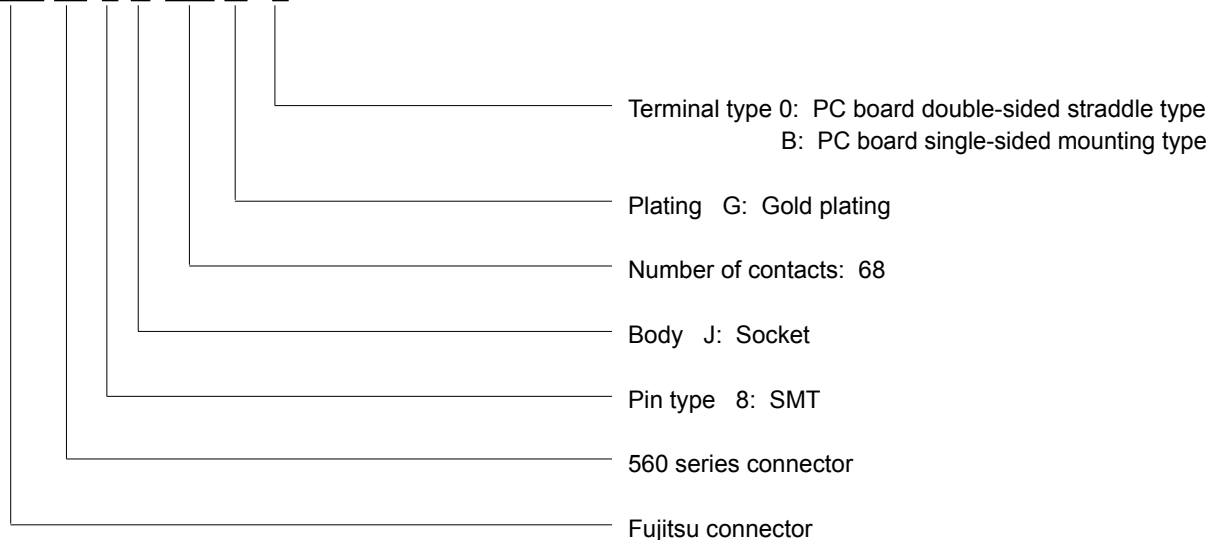 Terminal type 0: PC board double-sided straddle type
B: PC board single-sided mounting type
Plating G: Gold plating
Number of contacts: 68
Body J: Socket
Pin type 8: SMT
560 series connector
Fujitsu connector